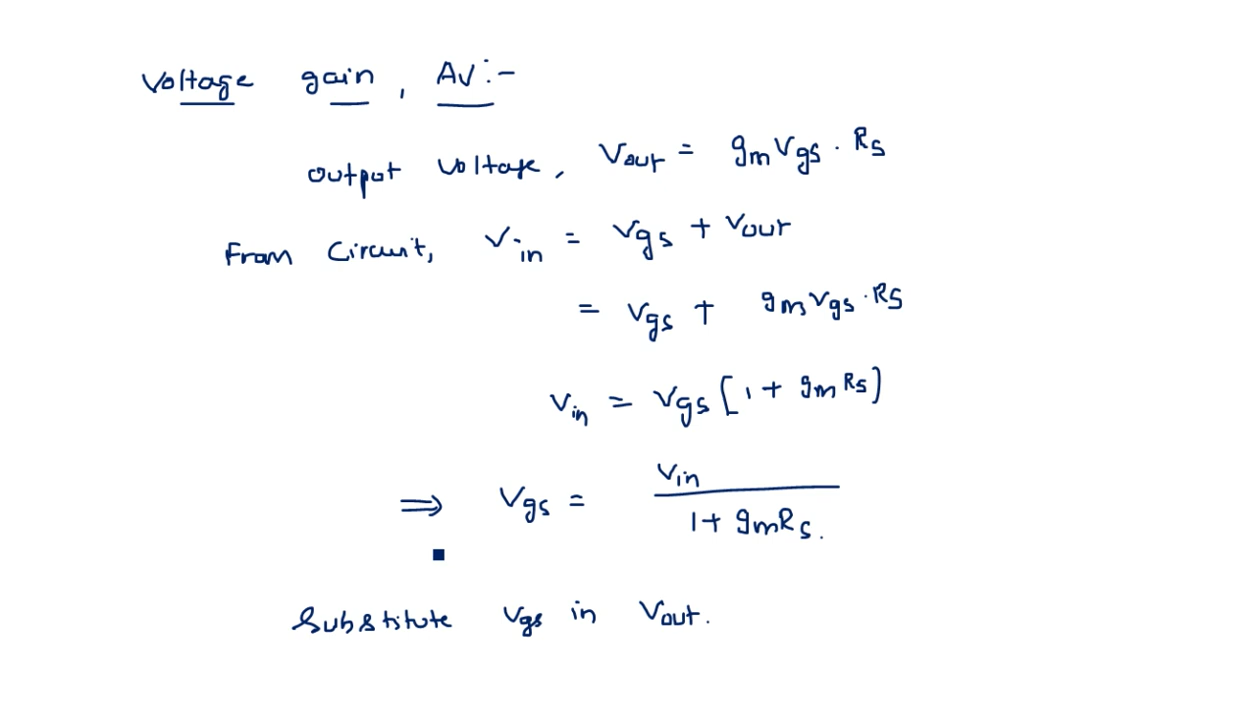 Voltage gain, Av:-
output voltage, Vout = gmVgs . Rs
From Circuit, Vin = Vgs + Vout
= Vgs + gmVgs . Rs
Vin = Vgs [1 + gmRs]
⇒ Vgs = Vin / 1 + gmRs.
Substitute Vgs in Vout.